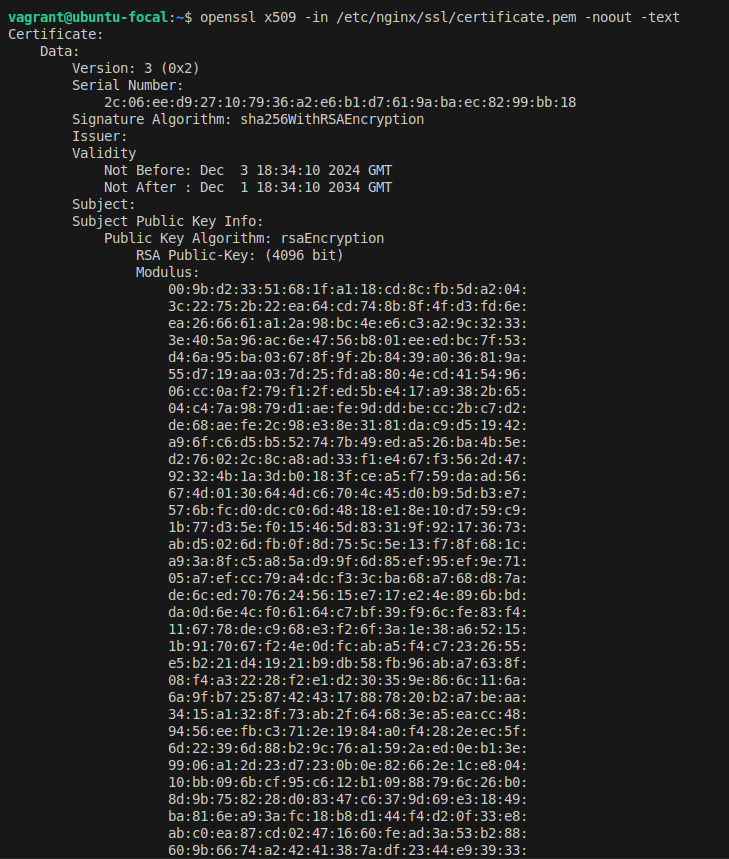 vagrant@ubuntu-focal:~$ openssl x509 -in /etc/nginx/ssl/certificate.pem -noout -text
Certificate:
    Data:
        Version: 3 (0x2)
        Serial Number:
            2c:06:ee:d9:27:10:79:36:a2:e6:b1:d7:61:9a:ba:ec:82:99:bb:18
        Signature Algorithm: sha256WithRSAEncryption
        Issuer:
        Validity
            Not Before: Dec  3 18:34:10 2024 GMT
            Not After : Dec  1 18:34:10 2034 GMT
        Subject:
        Subject Public Key Info:
            Public Key Algorithm: rsaEncryption
                RSA Public-Key: (4096 bit)
                Modulus:
                    00:9b:d2:33:51:68:1f:a1:18:cd:8c:fb:5d:a2:04:
                    3c:22:75:2b:22:ea:64:cd:74:8b:8f:4f:d3:fd:6e:
                    ea:26:66:61:a1:2a:98:bc:4e:e6:c3:a2:9c:32:33:
                    3e:40:5a:96:ac:6e:47:56:b8:01:ee:ed:bc:7f:53:
                    d4:6a:95:ba:03:67:8f:9f:2b:84:39:a0:36:81:9a:
                    55:d7:19:aa:03:7d:25:fd:a8:80:4e:cd:41:54:96:
                    06:cc:0a:f2:79:f1:2f:ed:5b:e4:17:a9:38:2b:65:
                    04:c4:7a:98:79:d1:ae:fe:9d:dd:be:cc:2b:c7:d2:
                    de:68:ae:fe:2c:98:e3:8e:31:81:da:c9:d5:19:42:
                    a9:6f:c6:d5:b5:52:74:7b:49:ed:a5:26:ba:4b:5e:
                    d2:76:02:2c:8c:a8:ad:33:f1:e4:67:f3:56:2d:47:
                    92:32:4b:1a:3d:b0:18:3f:ce:a5:f7:59:da:ad:56:
                    67:4d:01:30:64:4d:c6:70:4c:45:d0:b9:5d:b3:e7:
                    57:6b:fc:d0:dc:c0:6d:48:18:e1:8e:10:d7:59:c9:
                    1b:77:d3:5e:f0:15:46:5d:83:31:9f:92:17:36:73:
                    ab:d5:02:6d:fb:0f:8d:75:5c:5e:13:f7:8f:68:1c:
                    a9:3a:8f:c5:a8:5a:d9:9f:6d:85:ef:95:ef:9e:71:
                    05:a7:ef:cc:79:a4:dc:f3:3c:ba:68:a7:68:d8:7a:
                    de:6c:ed:70:76:24:56:15:e7:17:e2:4e:89:6b:bd:
                    da:0d:6e:4c:f0:61:64:c7:bf:39:f9:6c:fe:83:f4:
                    11:67:78:de:c9:68:e3:f2:6f:3a:1e:38:a6:52:15:
                    1b:91:70:67:f2:4e:0d:fc:ab:a5:f4:c7:23:26:55:
                    e5:b2:21:d4:19:21:b9:db:58:fb:96:ab:a7:63:8f:
                    08:f4:a3:22:28:f2:e1:d2:30:35:9e:86:6c:11:6a:
                    6a:9f:b7:25:87:42:43:17:88:78:20:b2:a7:be:aa:
                    34:15:a1:32:8f:73:ab:2f:64:68:3e:a5:ea:cc:48:
                    94:56:ee:fb:c3:71:2e:19:84:a0:f4:28:2e:ec:5f:
                    6d:22:39:6d:88:b2:9c:76:a1:59:2a:ed:0e:b1:3e:
                    99:06:a1:2d:23:d7:23:0b:0e:82:66:2e:1c:e8:04:
                    10:bb:09:6b:cf:95:c6:12:b1:09:88:79:6c:26:b0:
                    8d:9b:75:82:28:d0:83:47:c6:37:9d:69:e3:18:49:
                    ba:81:6e:a9:3a:fc:18:b8:d1:44:f4:d2:0f:33:e8:
                    ab:c0:ea:87:cd:02:47:16:60:fe:ad:3a:53:b2:88:
                    60:9b:66:74:a2:42:41:38:7a:df:23:44:e9:39:33: